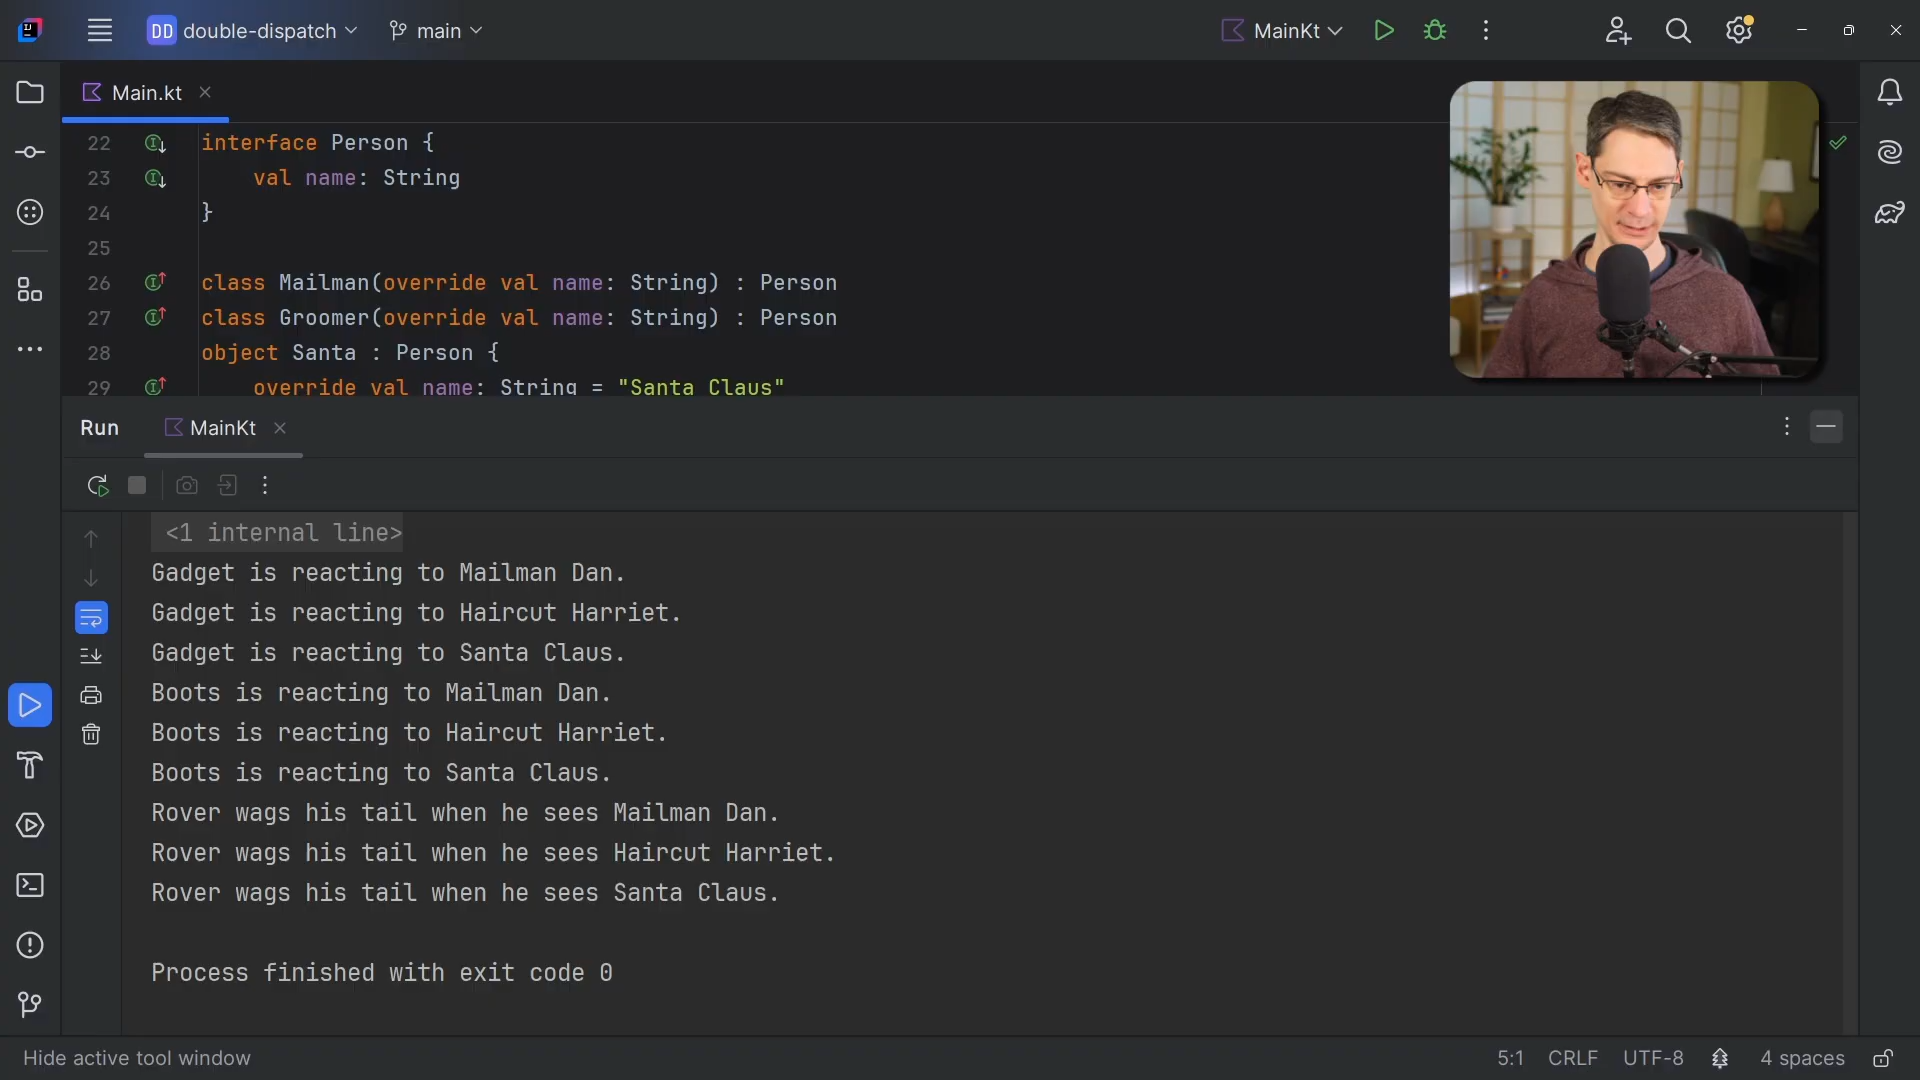 DD double-dispatch main MainKt
Main.kt
22 interface Person {
23 val name: String
24 }
25
26 class Mailman(override val name: String) : Person
27 class Groomer(override val name: String) : Person
28 object Santa : Person {
29 override val name: String = "Santa Claus"
Run MainKt
<1 internal line>
Gadget is reacting to Mailman Dan.
Gadget is reacting to Haircut Harriet.
Gadget is reacting to Santa Claus.
Boots is reacting to Mailman Dan.
Boots is reacting to Haircut Harriet.
Boots is reacting to Santa Claus.
Rover wags his tail when he sees Mailman Dan.
Rover wags his tail when he sees Haircut Harriet.
Rover wags his tail when he sees Santa Claus.
Process finished with exit code 0
Hide active tool window 5:1 CRLF UTF-8 4 spaces